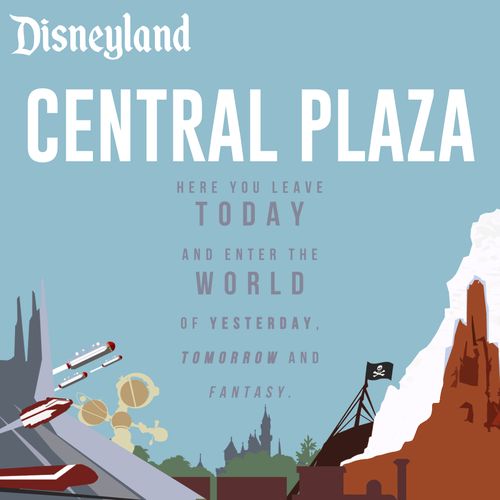 Disneyland
CENTRAL PLAZA
HERE YOU LEAVE
TODAY
AND ENTER THE
WORLD
OF YESTERDAY,
TOMORROW AND
FANTASY.